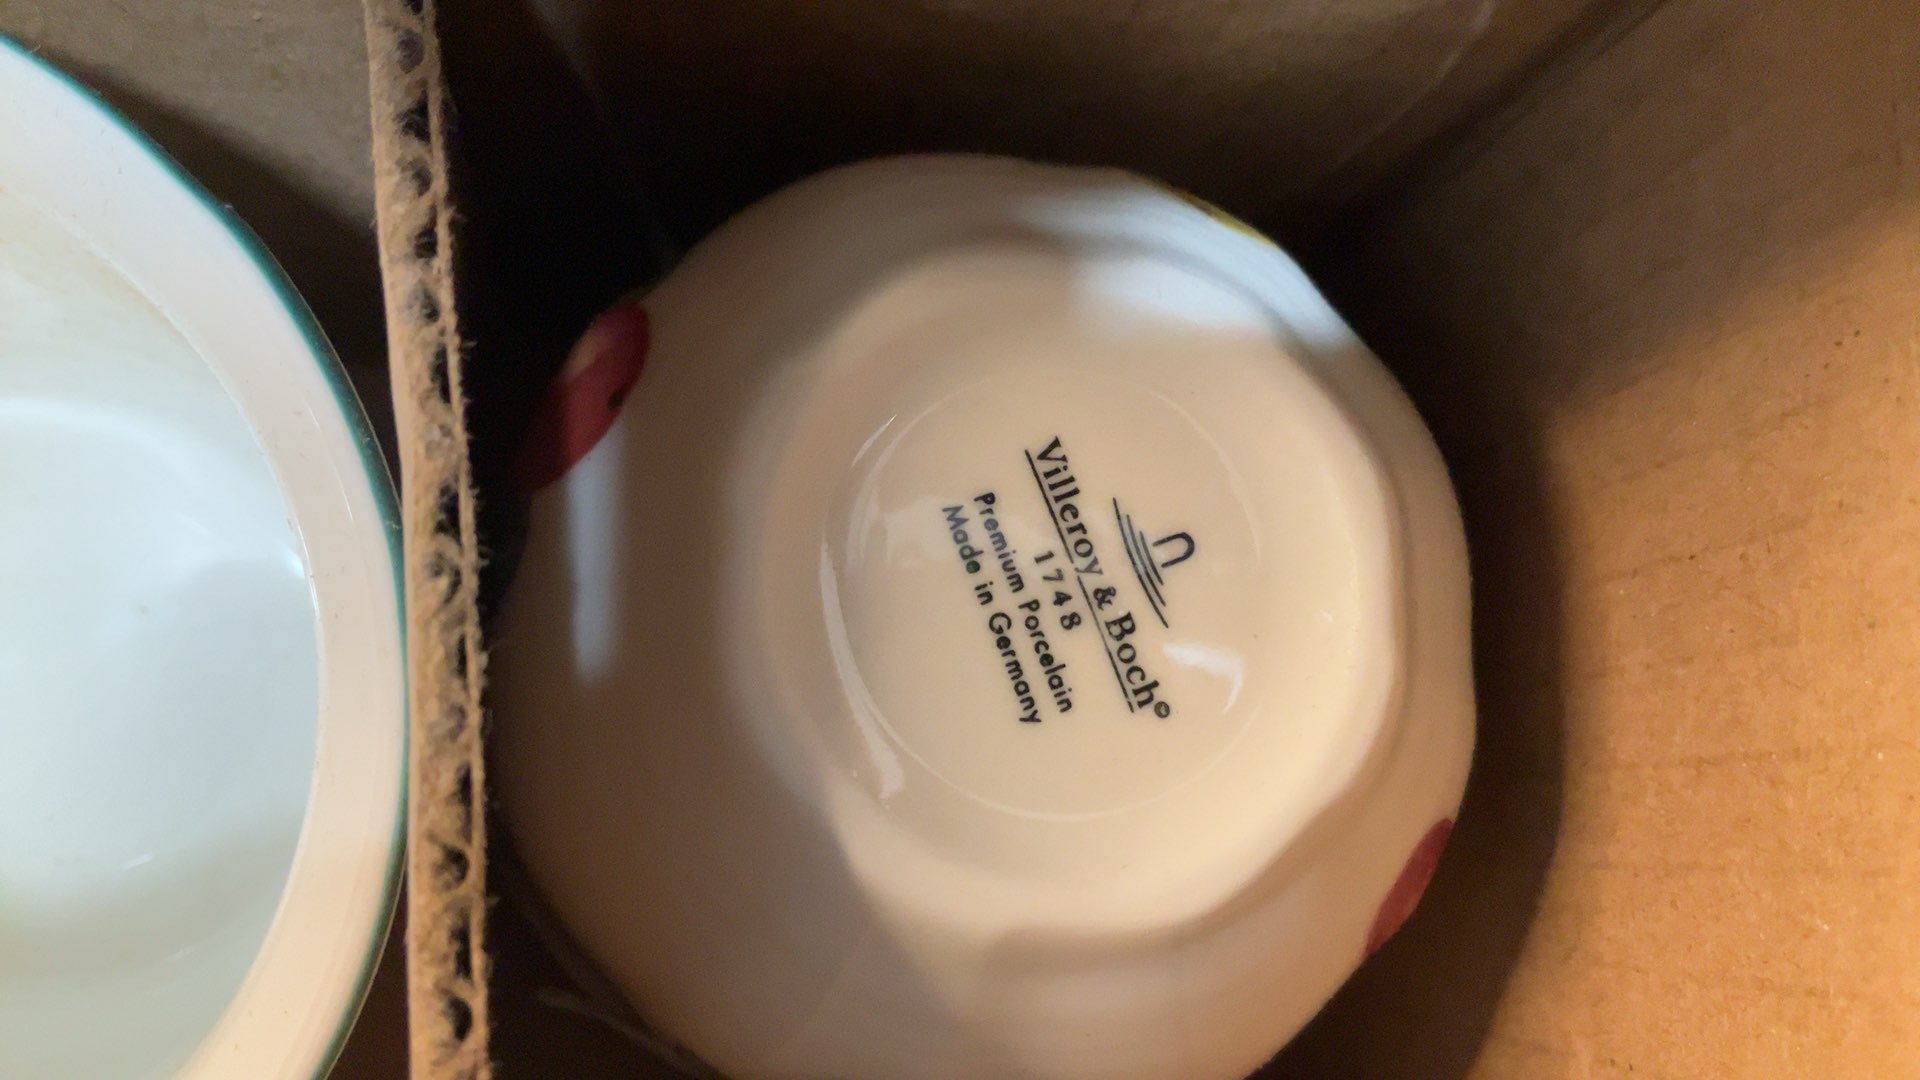 Villeroy & Boch®
1748
Premium Porcelain
Made in Germany